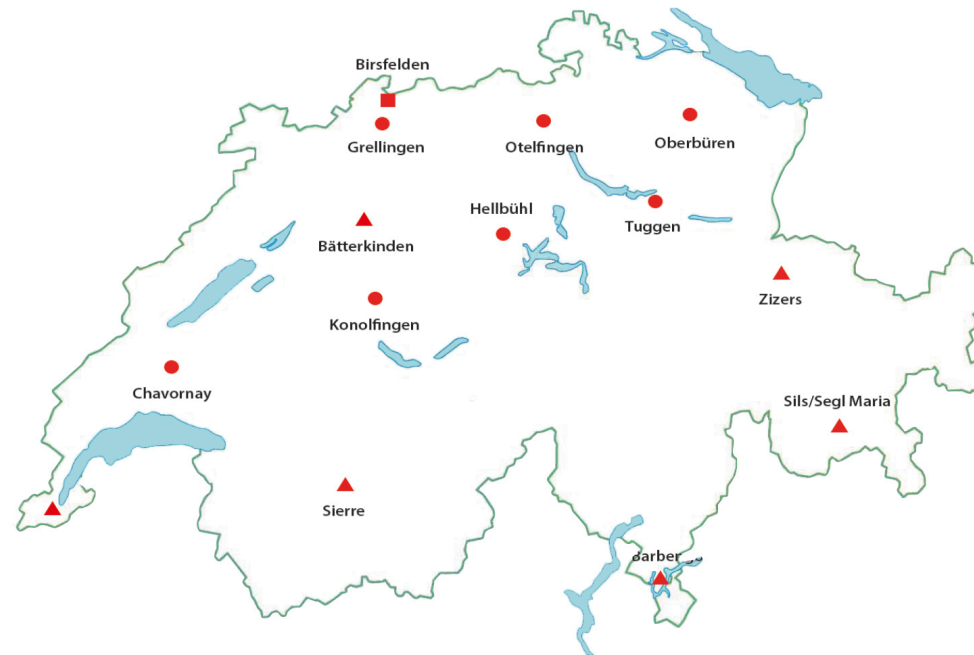 Birsfelden
Grellingen
Otelfingen
Oberbüren
Hellbühl
Tuggen
Bätterkinden
Zizers
Konolfingen
Chavornay
Sils/Segl Maria
Sierre